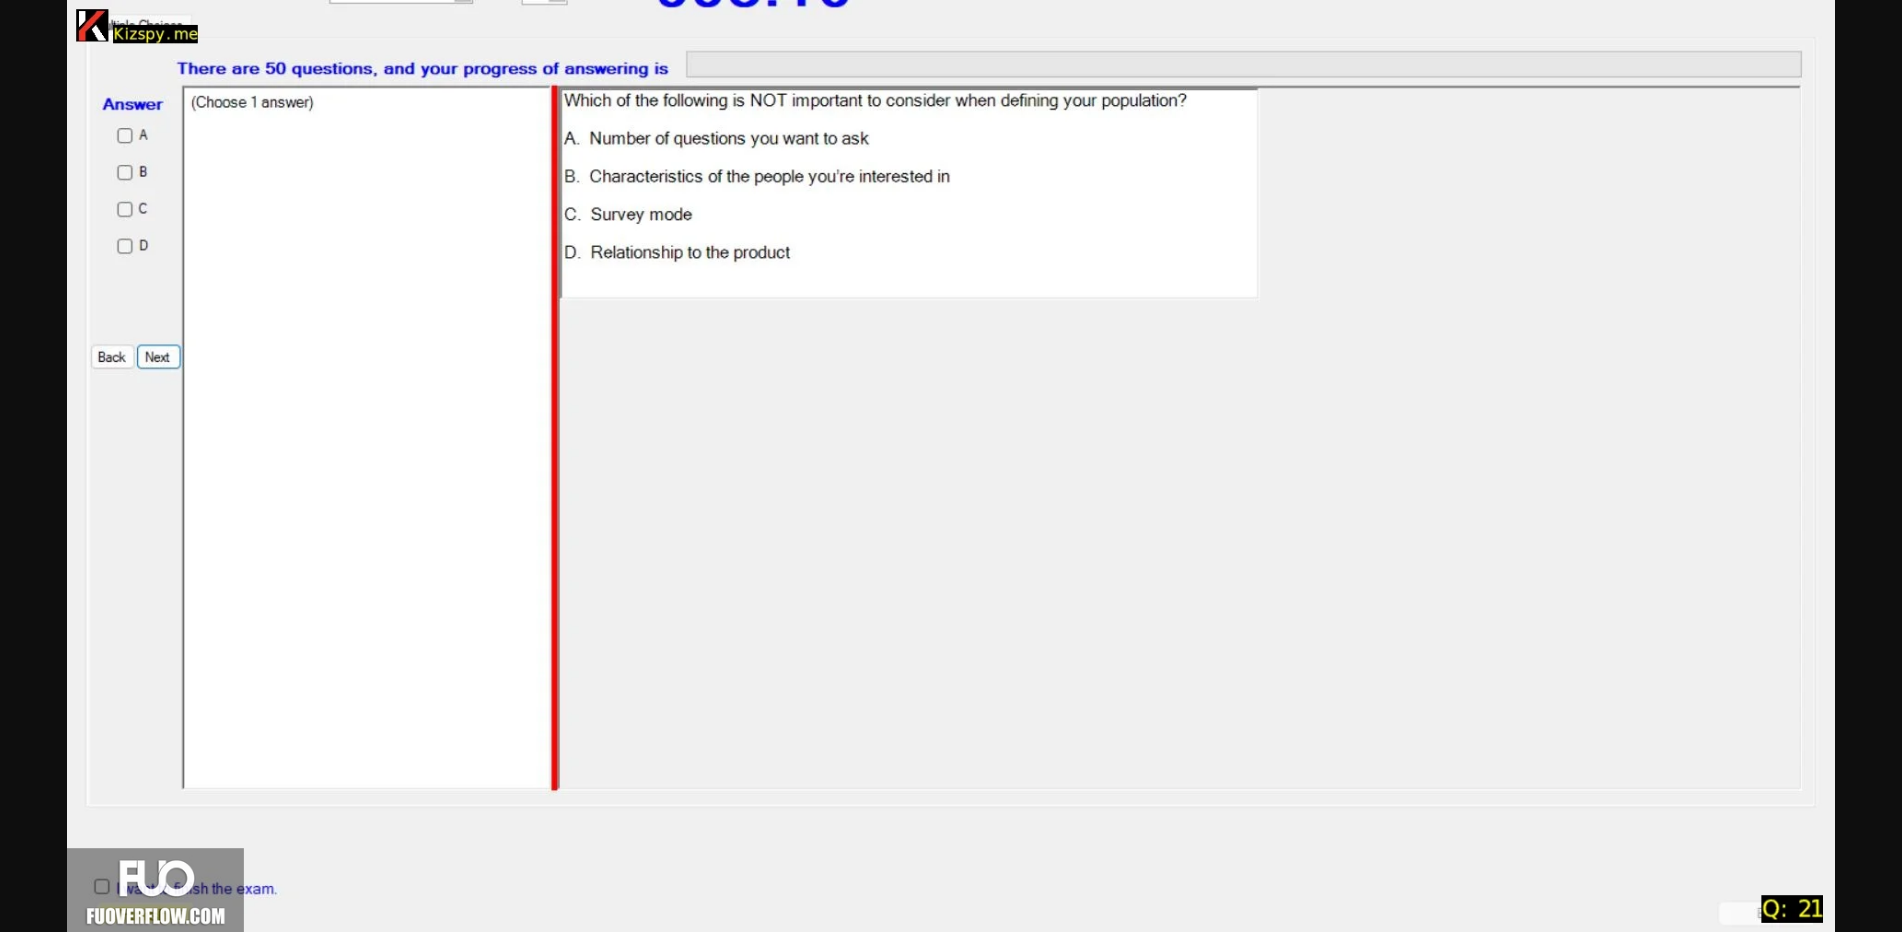 Kizspy.me
There are 50 questions, and your progress of answering is
Answer
(Choose 1 answer)
A
B
C
D
Back
Next
Which of the following is NOT important to consider when defining your population?
A. Number of questions you want to ask
B. Characteristics of the people you're interested in
C. Survey mode
D. Relationship to the product
FUO
finish the exam.
FUOVERFLOW.COM
Q: 21